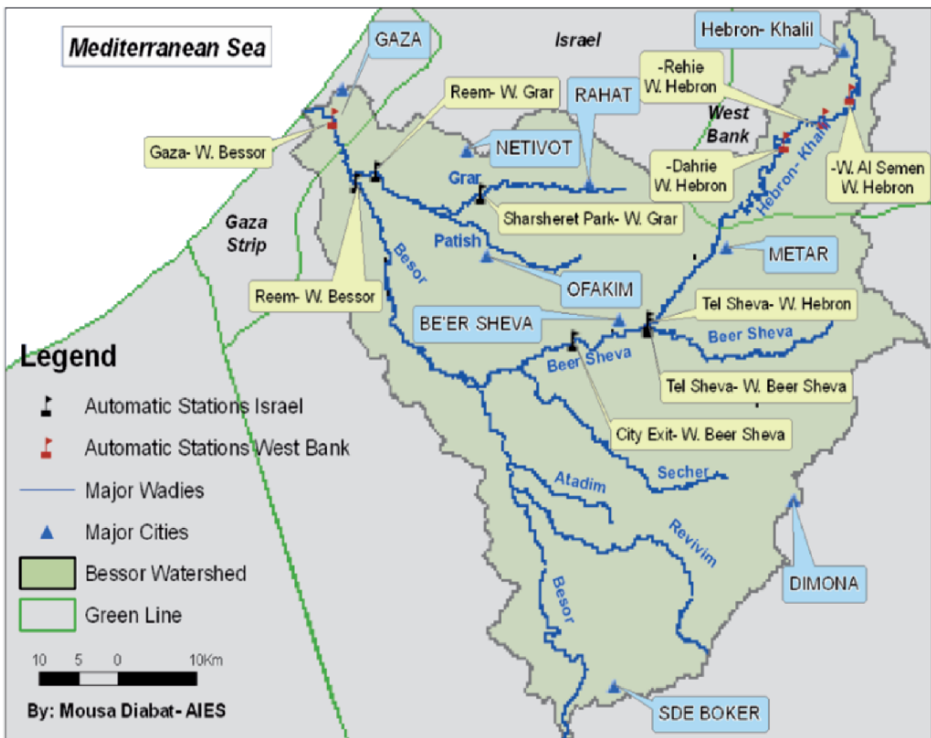 Mediterranean Sea
GAZA
Israel
Hebron- Khalil
-Rehie
W. Hebron
Reem- W. Grar
RAHAT
West
Bank
Gaza- W. Bessor
NETIVOT
-Dahrie
W. Hebron
-W. Al Semen
W. Hebron
Hebron- Khalil
Grar
Sharsheret Park- W. Grar
Gaza
Strip
Patish
Besor
METAR
OFAKIM
Reem- W. Bessor
Tel Sheva- W. Hebron
BE'ER SHEVA
Beer Sheva
Beer Sheva
Tel Sheva- W. Beer Sheva
City Exit- W. Beer Sheva
Secher
Atadim
Revivim
Besor
DIMONA
SDE BOKER
Legend
Automatic Stations Israel
Automatic Stations West Bank
Major Wadies
Major Cities
Bessor Watershed
Green Line
10 5 0 10Km
By: Mousa Diabat- AIES